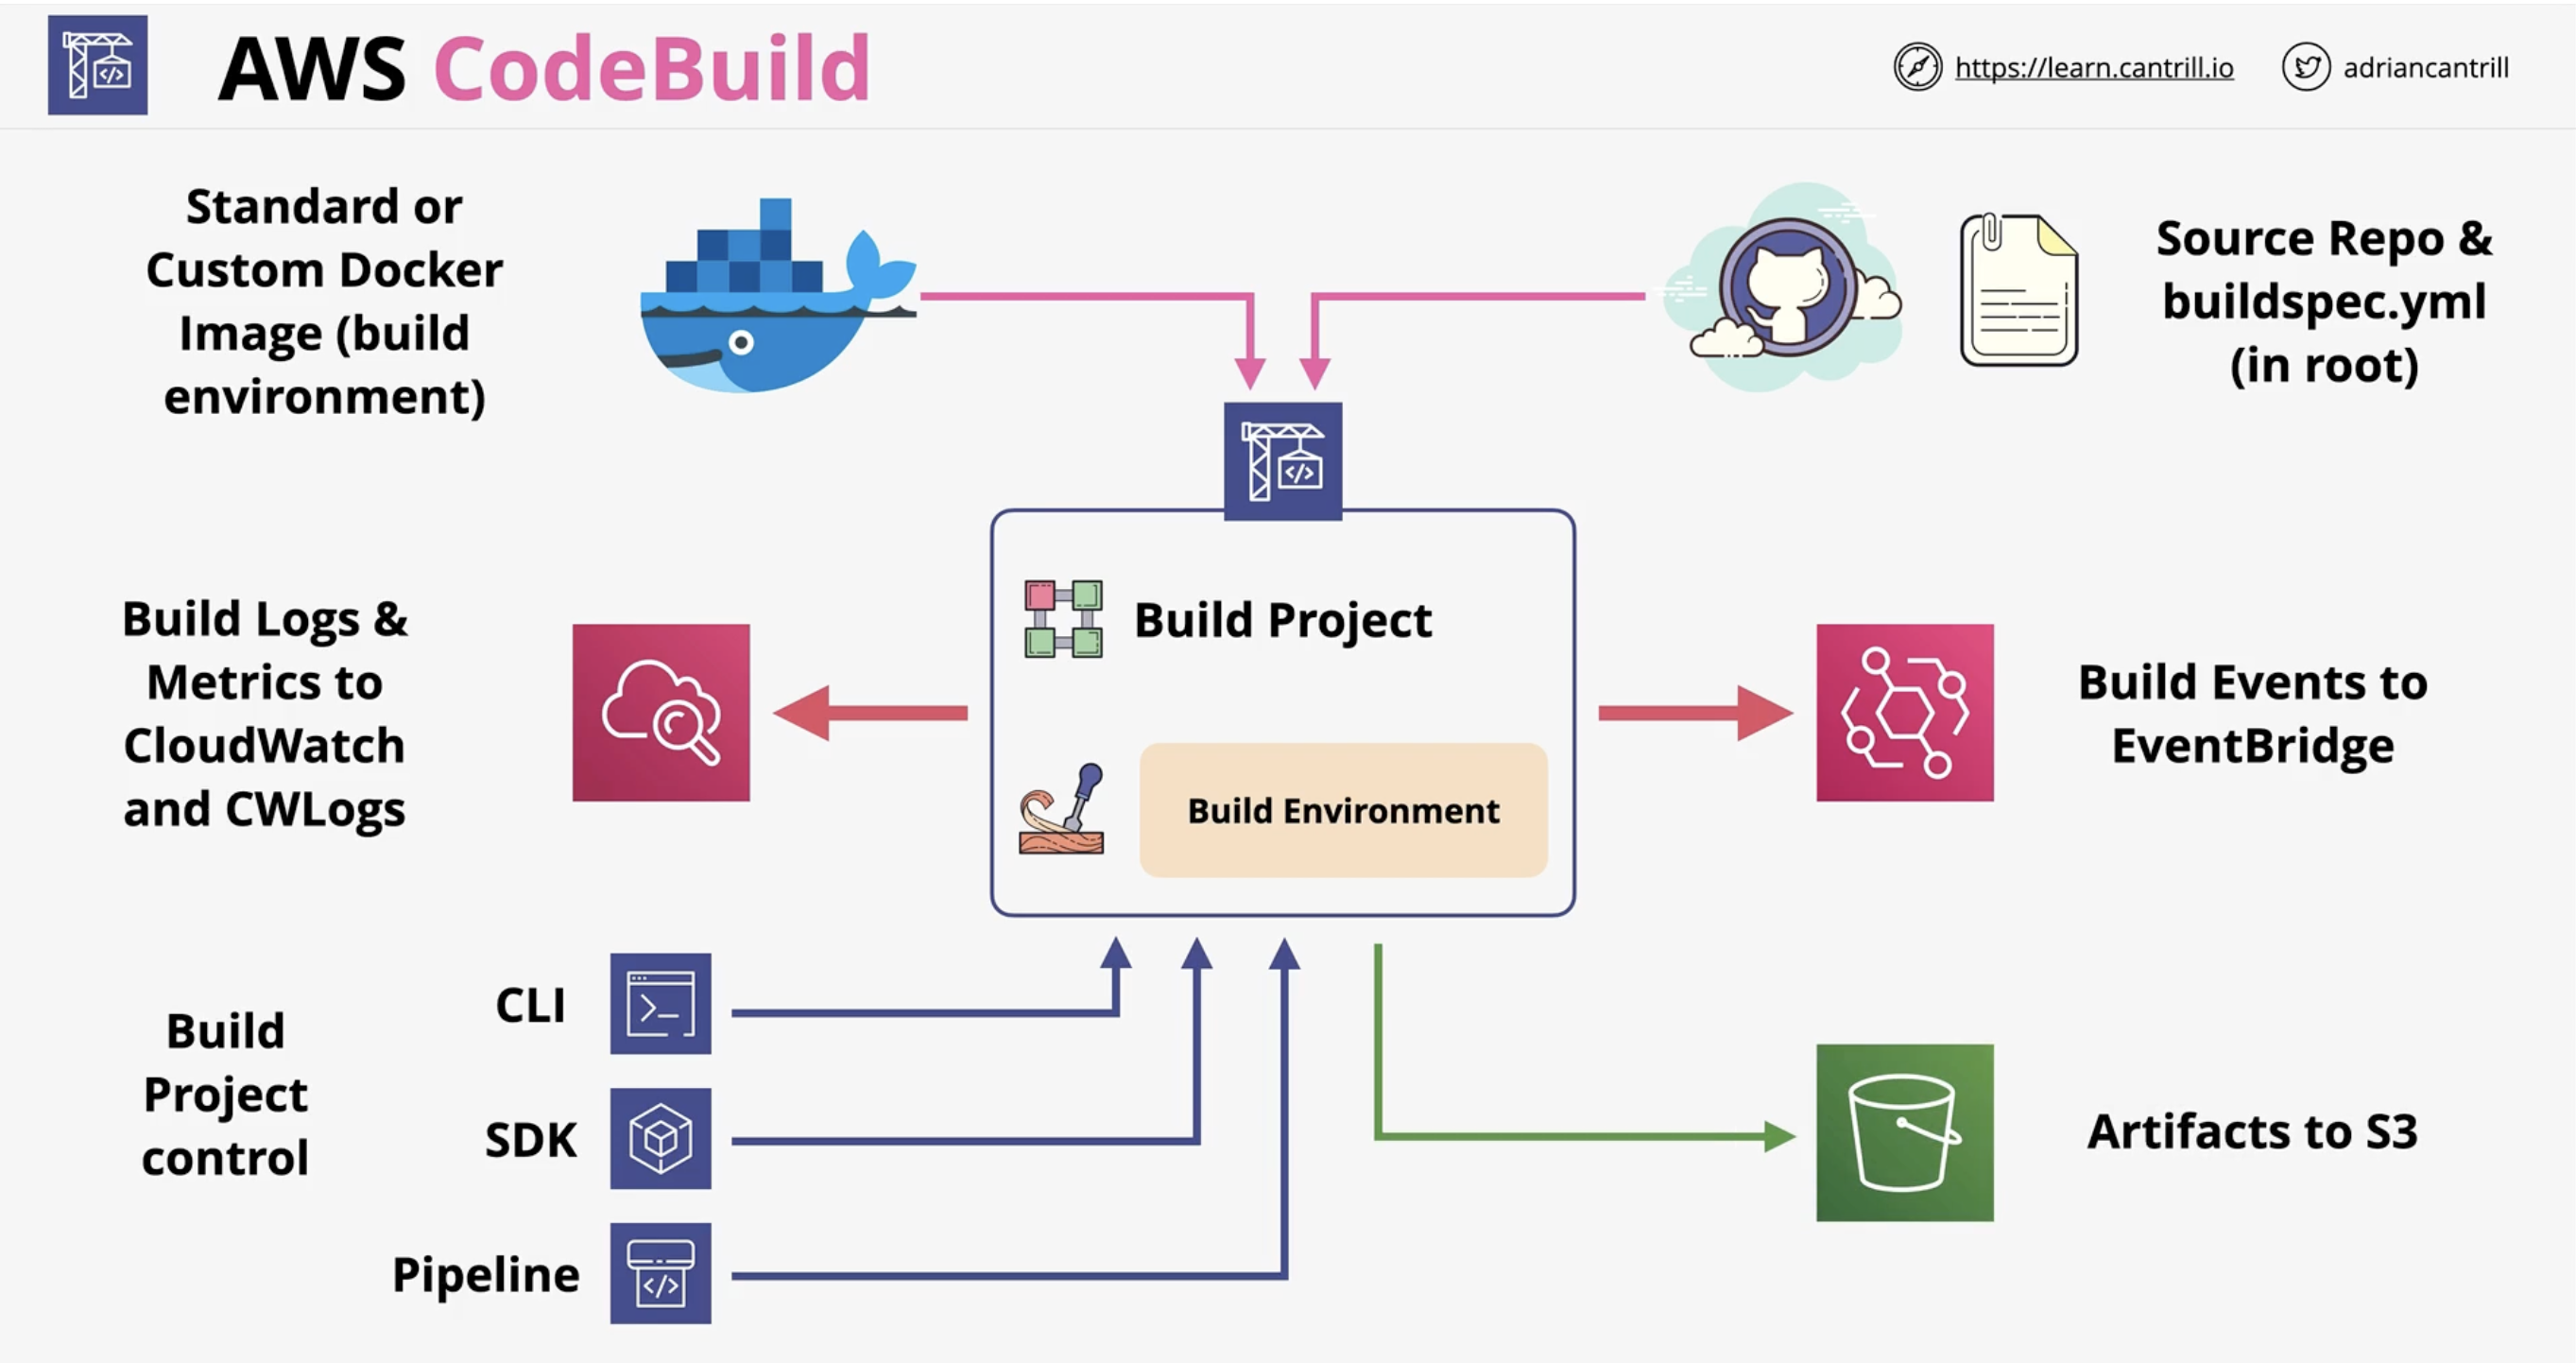 AWS CodeBuild
https://learn.cantrill.io
adriancantrill
Standard or
Custom Docker
Image (build
environment)
Source Repo &
buildspec.yml
(in root)
</>
</>
Build Project
Build Environment
Build Logs &
Metrics to
CloudWatch
and CWLogs
Build Events to
EventBridge
Build
Project
control
CLI
SDK
Pipeline
</>
Artifacts to S3